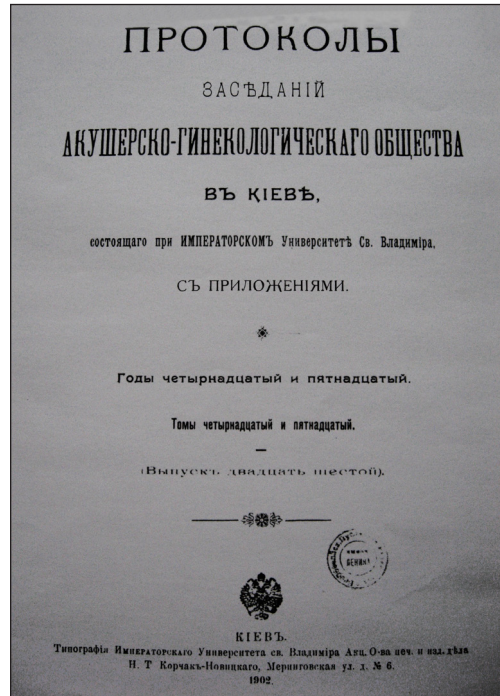 ПРОТОКОЛЫ
ЗАСѢДАНІЙ
АКУШЕРСКО-ГИНЕКОЛОГИЧЕСКАГО ОБЩЕСТВА
ВЪ КІЕВѢ,
состоящаго при ИМПЕРАТОРСКОМЪ Университетѣ Св. Владиміра,
СЪ ПРИЛОЖЕНІЯМИ.
Годы четырнадцатый и пятнадцатый.
Томы четырнадцатый и пятнадцатый.
(Выпускъ двадцать шестой).
ЛЕНИНА
КІЕВЪ.
Типографія Императорскаго Университета св. Владиміра Акц. О-ва печ. и изд. дѣла
Н. Т Корчакъ-Новицкаго, Меринговская ул. д. № 6.
1902.